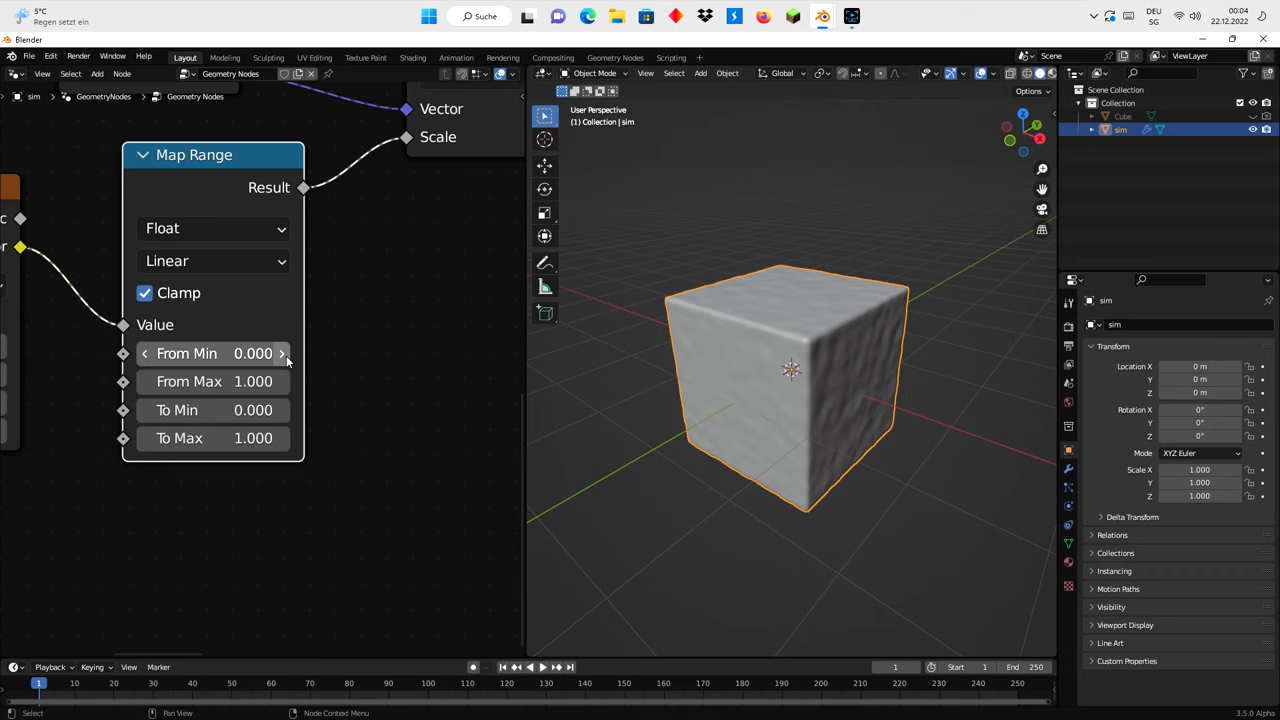 5°C
Regen setzt ein
Suche
DEU
SG
00:04
22.12.2022
Blender
File Edit Render Window Help
Layout Modeling Sculpting UV Editing Texture Paint Shading Animation Rendering Compositing Geometry Nodes Scripting
Scene
ViewLayer
View Select Add Node
Geometry Nodes
Object Mode
View Select Add Object
Global
Options
sim
GeometryNodes
Geometry Nodes
User Perspective
(1) Collection | sim
Vector
Scale
Map Range
Result
Float
Linear
Clamp
Value
From Min 0.000
From Max 1.000
To Min 0.000
To Max 1.000
Scene Collection
Collection
Cube
sim
sim
sim
Transform
Location X 0 m
Y 0 m
Z 0 m
Rotation X 0°
Y 0°
Z 0°
Mode XYZ Euler
Scale X 1.000
Y 1.000
Z 1.000
Delta Transform
Relations
Collections
Instancing
Motion Paths
Visibility
Viewport Display
Line Art
Custom Properties
Playback Keying View Marker
1
Start 1
End 250
1 10 20 30 40 50 60 70 80 90 100 110 120 130 140 150 160 170 180 190 200 210 220 230 240 250
Select
Pan View
Node Context Menu
3.5.0 Alpha